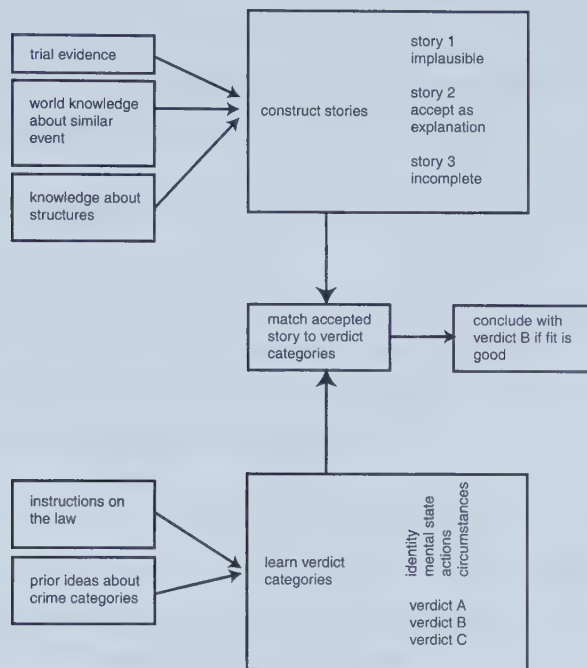 trial evidence
world knowledge
about similar
event
knowledge about
structures
construct stories
story 1
implausible
story 2
accept as
explanation
story 3
incomplete
match accepted
story to verdict
categories
conclude with
verdict B if fit is
good
instructions on
the law
prior ideas about
crime categories
learn verdict
categories
identity
mental state
actions
circumstances
verdict A
verdict B
verdict C